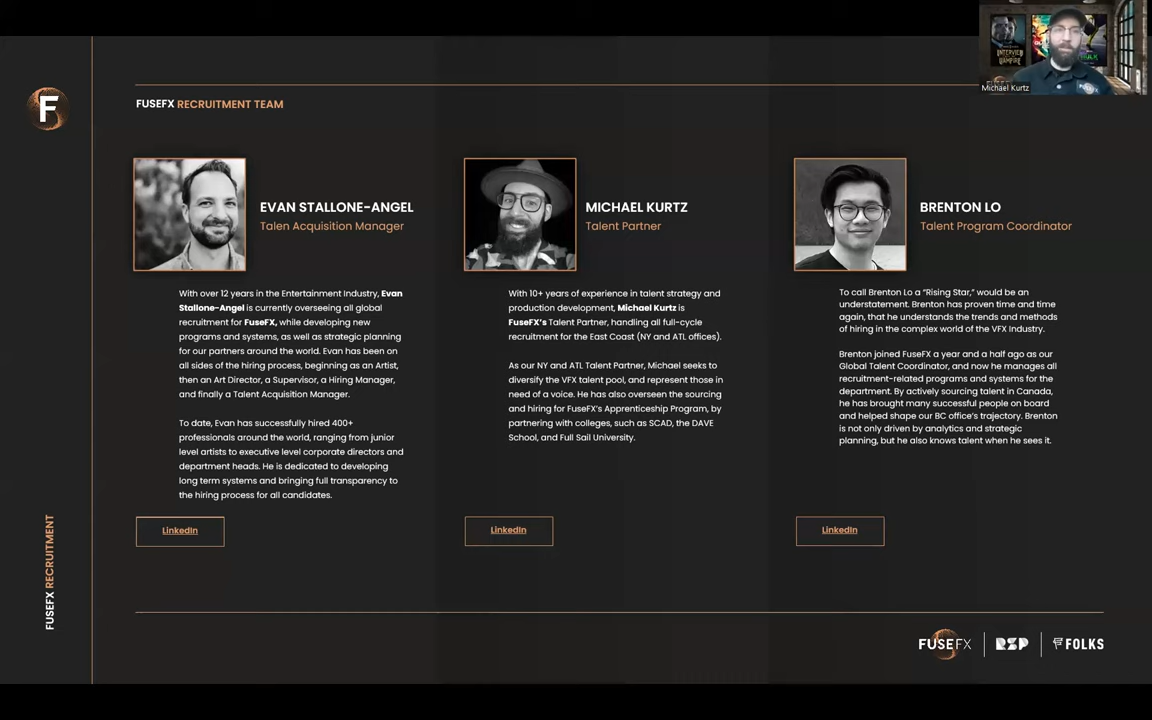 INTERVIEW
VAMPIRE
Michael Kurtz
F
FUSEFX RECRUITMENT TEAM
EVAN STALLONE-ANGEL
Talen Acquisition Manager
With over 12 years in the Entertainment Industry, Evan
Stallone-Angel is currently overseeing all global
recruitment for FuseFX, while developing new
programs and systems, as well as strategic planning
for our partners around the world. Evan has been on
all sides of the hiring process, beginning as an Artist,
then an Art Director, a Supervisor, a Hiring Manager,
and finally a Talent Acquisition Manager.
To date, Evan has successfully hired 400+
professionals around the world, ranging from junior
level artists to executive level corporate directors and
department heads. He is dedicated to developing
long term systems and bringing full transparency to
the hiring process for all candidates.
LinkedIn
MICHAEL KURTZ
Talent Partner
With 10+ years of experience in talent strategy and
production development, Michael Kurtz is
FuseFX's Talent Partner, handling all full-cycle
recruitment for the East Coast (NY and ATL offices).
As our NY and ATL Talent Partner, Michael seeks to
diversify the VFX talent pool, and represent those in
need of a voice. He has also overseen the sourcing
and hiring for FuseFX's Apprenticeship Program, by
partnering with colleges, such as SCAD, the DAVE
School, and Full Sail University.
LinkedIn
BRENTON LO
Talent Program Coordinator
To call Brenton Lo a "Rising Star," would be an
understatement. Brenton has proven time and time
again, that he understands the trends and methods
of hiring in the complex world of the VFX Industry.
Brenton joined FuseFX a year and a half ago as our
Global Talent Coordinator, and now he manages all
recruitment-related programs and systems for the
department. By actively sourcing talent in Canada,
he has brought many successful people on board
and helped shape our BC office's trajectory. Brenton
is not only driven by analytics and strategic
planning, but he also knows talent when he sees it.
LinkedIn
FUSEFX RECRUITMENT
FUSEFX
RSP
FOLKS